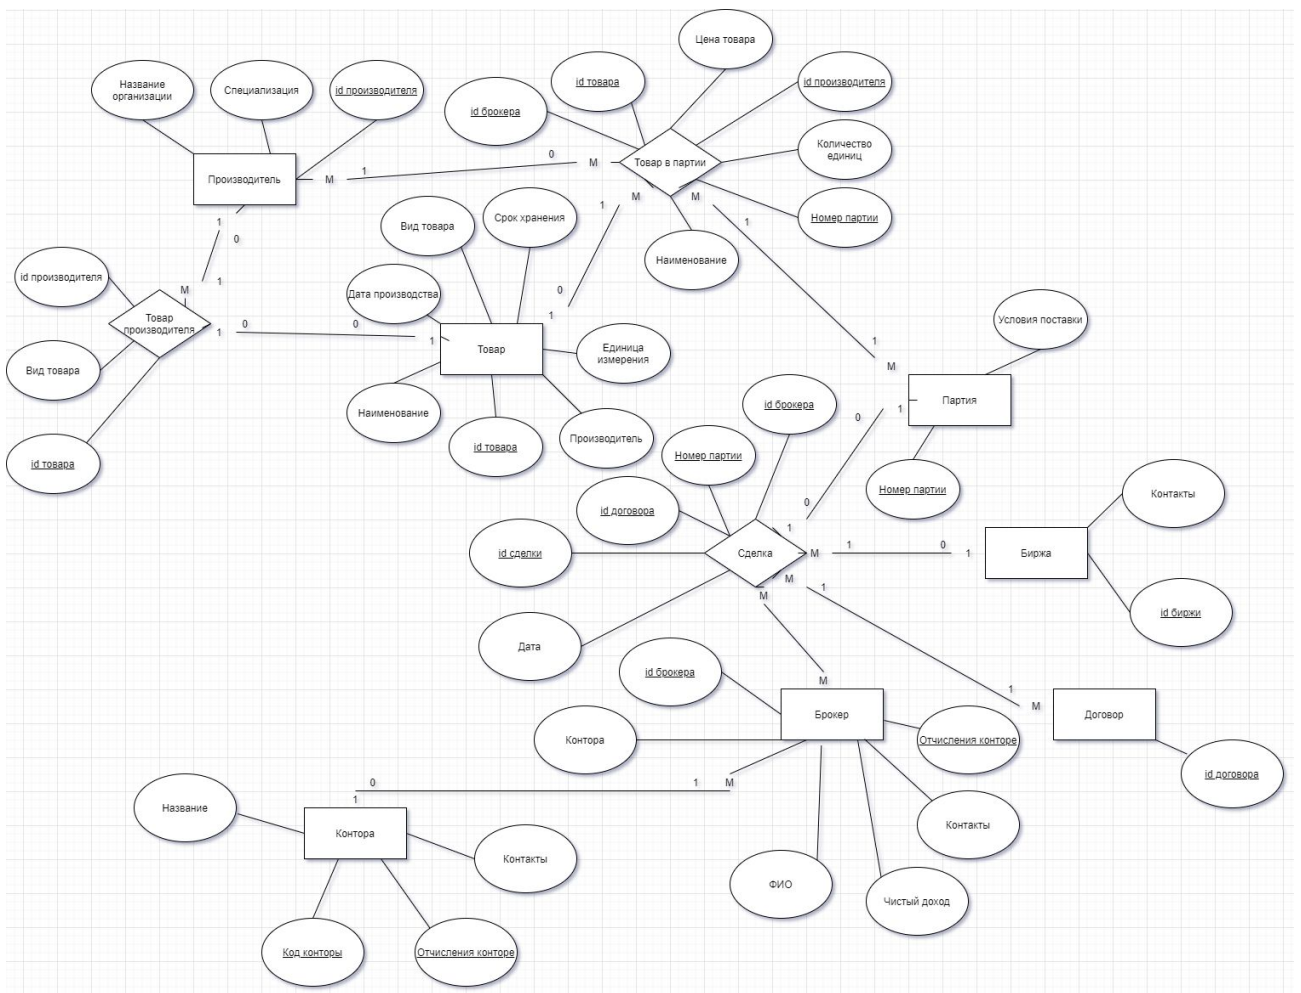 Цена товара
Название
организации
Специализация
id производителя
id товара
id производителя
id брокера
Количество
единиц
Производитель
M
1
0
M
Товар в партии
M
M
1
1
Номер партии
1
0
Вид товара
Срок хранения
Наименование
id производителя
1
M
Дата производства
0
1
Товар
производителя
1
0
0
1
Товар
Единица
измерения
Условия поставки
1
M
Вид товара
Наименование
id товара
Производитель
id брокера
0
1
Партия
id товара
Номер партии
Номер партии
Контакты
id договора
0
1
id сделки
Сделка
M
1
0
1
Биржа
M
M
1
id биржи
Дата
id брокера
M
1
M
Брокер
Договор
Контора
Отчисления конторе
id договора
0
1
M
1
Название
Контора
Контакты
Контакты
ФИО
Чистый доход
Код конторы
Отчисления конторе